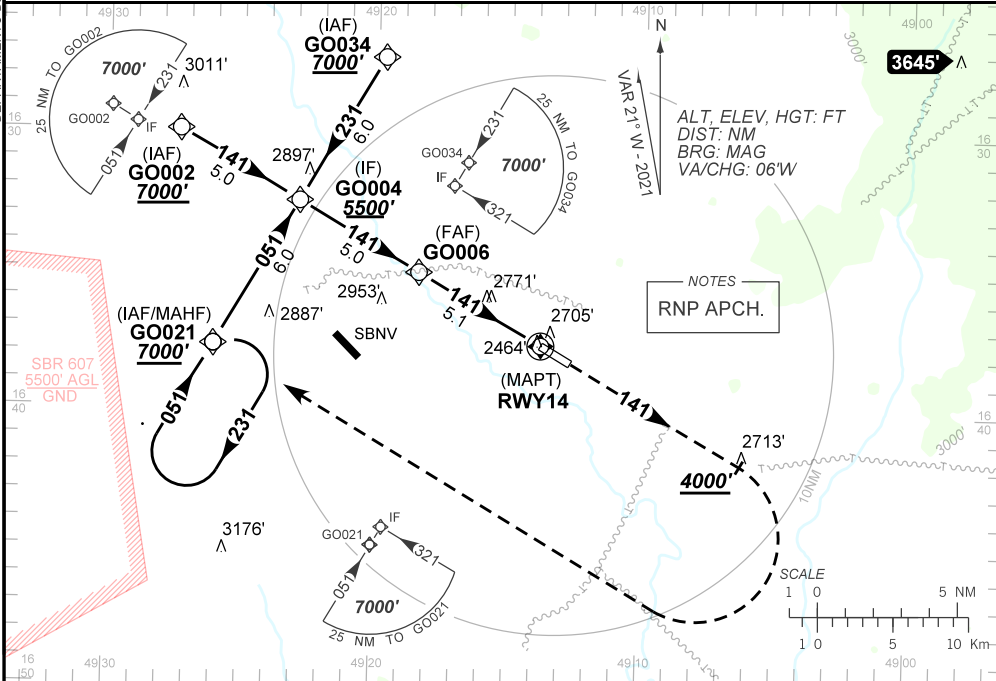 49 30
49 20
49 10
49 00
(IAF)
GO034
7000'
25 NM TO GO002
7000'
231
GO002
IF
051
3011'
16
30
(IAF)
GO002
7000'
141
5.0
2897'
231
6.0
(IF)
GO004
5500'
25 NM TO GO034
7000'
231
GO034
IF
321
VAR 21° W - 2021
N
ALT, ELEV, HGT: FT
DIST: NM
BRG: MAG
VA/CHG: 06'W
3000'
3645'
16
30
141
5.0
(FAF)
GO006
051
6.0
2953'
2887'
SBNV
141
5.1
2771'
2705'
2464'
(MAPT)
RWY14
NOTES
RNP APCH.
(IAF/MAHF)
GO021
7000'
SBR 607
5500' AGL
GND
16
40
051
231
141
2713'
4000'
10NM
3000'
16
40
3176'
GO021
IF
321
051
7000'
25 NM TO GO021
SCALE
1 0 5 NM
1 0 5 10 Km
16
50
49 30
49 20
49 10
49 00